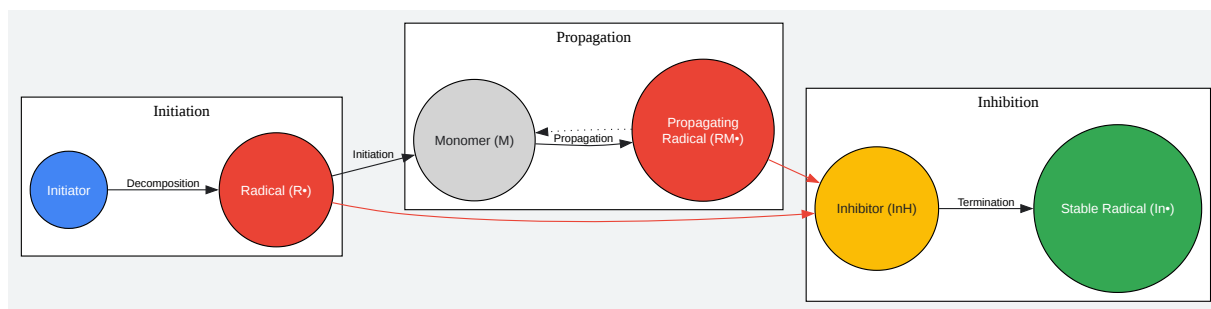 Initiation
Initiator
Decomposition
Radical (R•)
Initiation
Propagation
Monomer (M)
Propagation
Propagating
Radical (RM•)
Inhibition
Inhibitor (InH)
Termination
Stable Radical (In•)